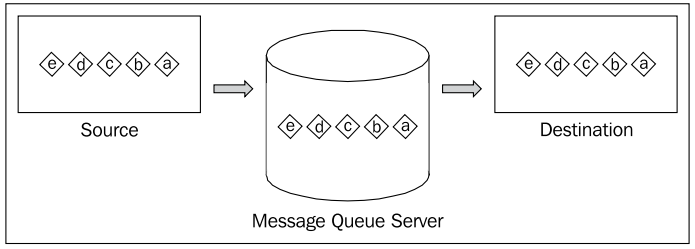 e d c b a
e d c b a
e d c b a
Source
Destination
Message Queue Server